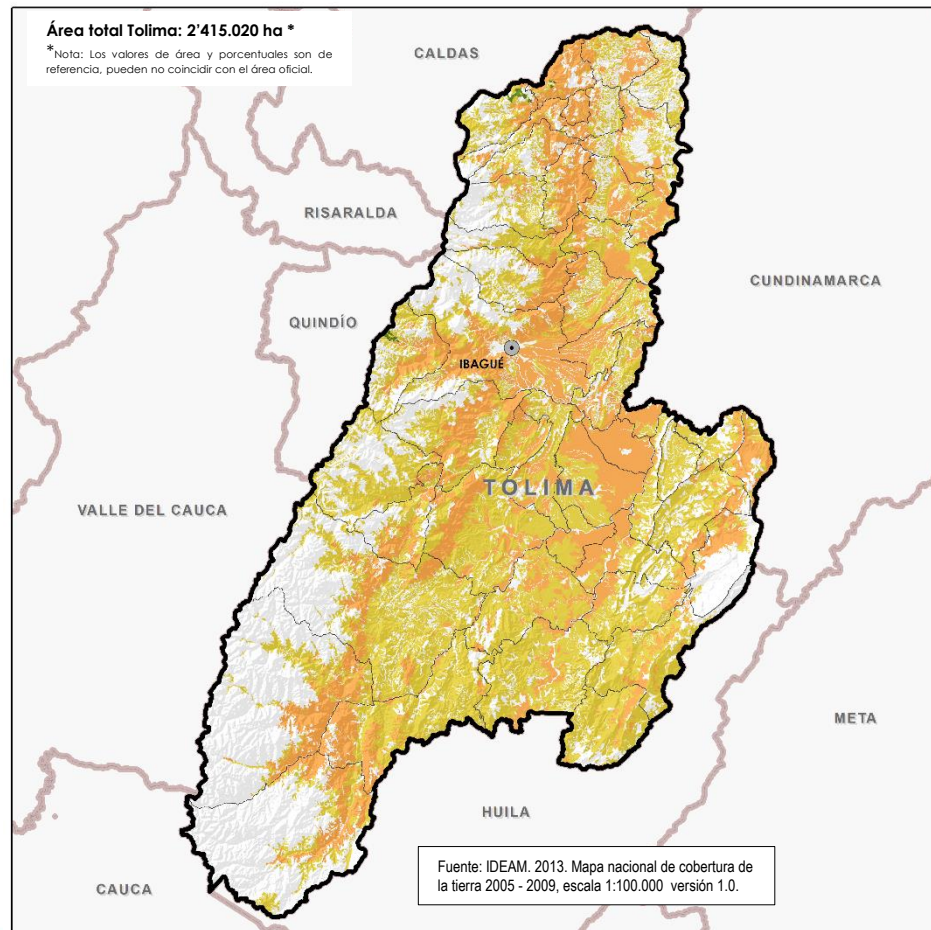 Área total Tolima: 2'415.020 ha *
*Nota: Los valores de área y porcentuales son de
referencia, pueden no coincidir con el área oficial.
CALDAS
RISARALDA
CUNDINAMARCA
QUINDÍO
IBAGUÉ
TOLIMA
VALLE DEL CAUCA
META
HUILA
Fuente: IDEAM. 2013. Mapa nacional de cobertura de
la tierra 2005 - 2009, escala 1:100.000 versión 1.0.
CAUCA